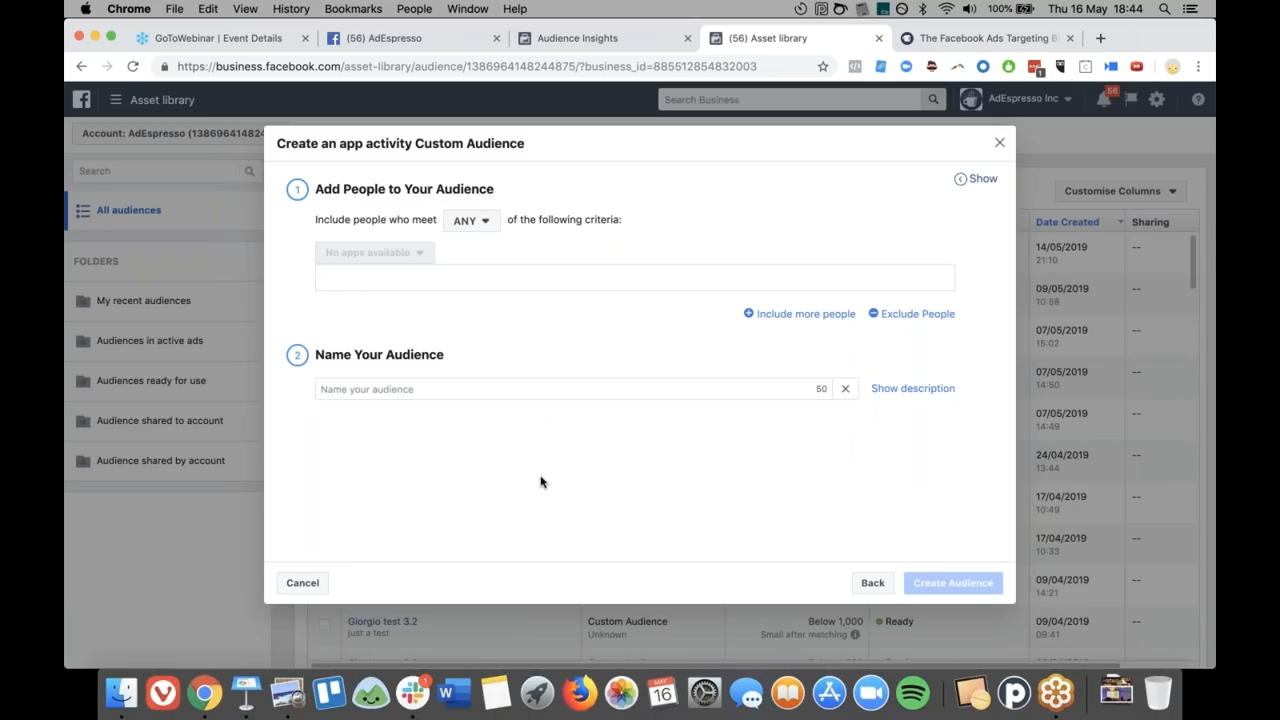 Chrome File Edit View History Bookmarks People Window Help 100% Thu 16 May 18:44
GoToWebinar | Event Details
(56) AdEspresso
Audience Insights
(56) Asset library
The Facebook Ads Targeting B
https://business.facebook.com/asset-library/audience/1386964148244875/?business_id=885512854832003
1
Asset library
Search Business
AdEspresso Inc
56
Account: AdEspresso (1386964148244
Search
All audiences
FOLDERS
My recent audiences
Audiences in active ads
Audiences ready for use
Audience shared to account
Audience shared by account
Create an app activity Custom Audience
Show
1 Add People to Your Audience
Include people who meet ANY of the following criteria:
No apps available
Include more people Exclude People
2 Name Your Audience
Name your audience 50 Show description
Cancel Back Create Audience
Customise Columns
Date Created Sharing
14/05/2019 --
21:10
09/05/2019 --
10:58
07/05/2019 --
15:02
07/05/2019 --
14:50
07/05/2019 --
14:49
24/04/2019 --
13:44
17/04/2019 --
10:49
17/04/2019 --
10:33
09/04/2019 --
14:21
Giorgio test 3.2 Custom Audience Below 1,000 Ready 09/04/2019 --
just a test Unknown Small after matching 09:41
1
MAY
16